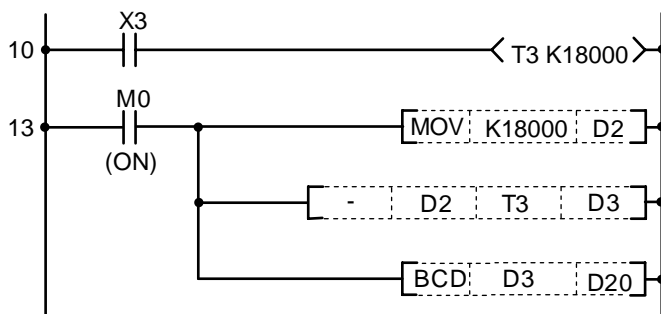 X3
10 T3 K18000
M0
13 MOV K18000 D2
(ON)
- D2 T3 D3
BCD D3 D20